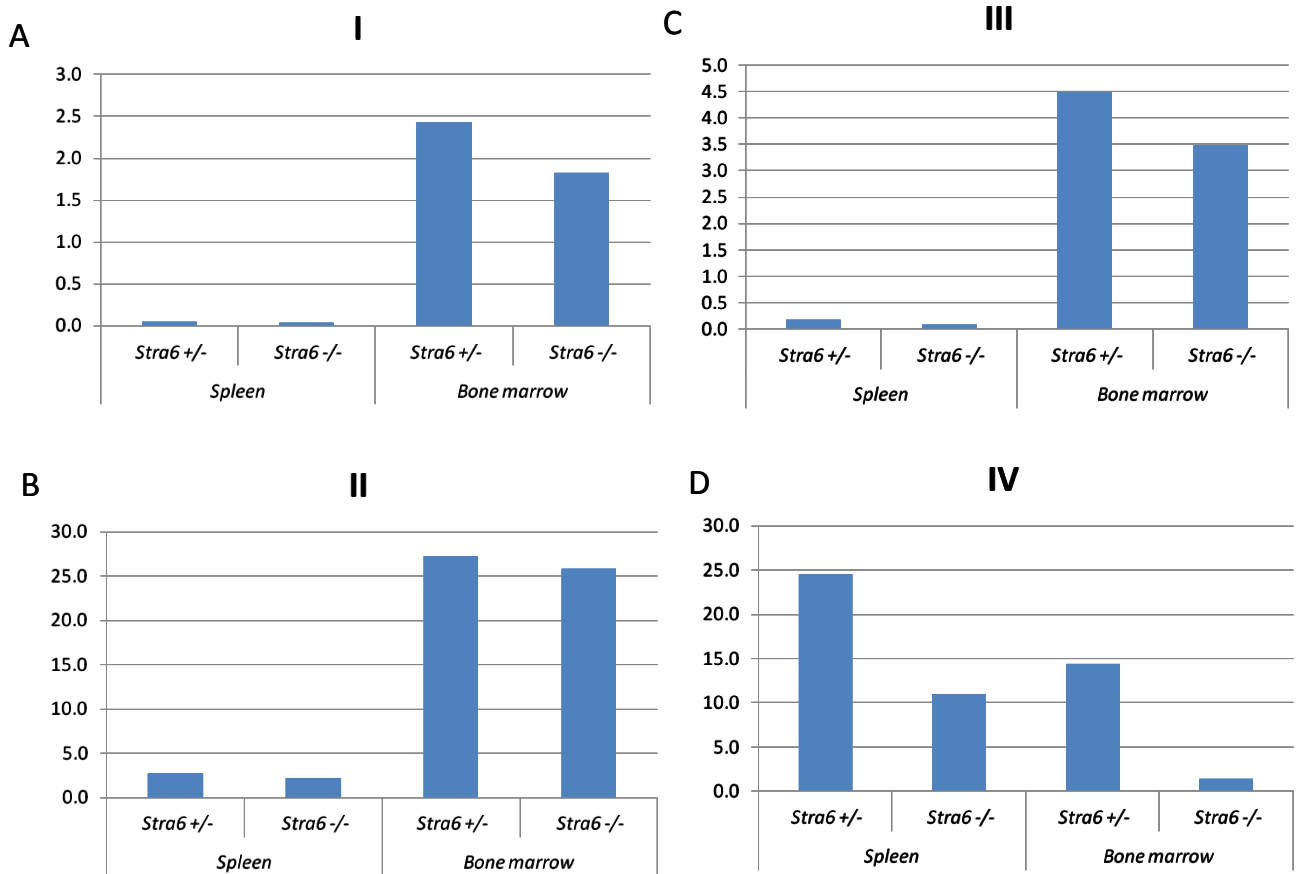 A
I
3.0
2.5
2.0
1.5
1.0
0.5
0.0
Stra6 +/- Stra6 -/- Stra6 +/- Stra6 -/-
Spleen Bone marrow
C
III
5.0
4.5
4.0
3.5
3.0
2.5
2.0
1.5
1.0
0.5
0.0
Stra6 +/- Stra6 -/- Stra6 +/- Stra6 -/-
Spleen Bone marrow
B
II
30.0
25.0
20.0
15.0
10.0
5.0
0.0
Stra6 +/- Stra6 -/- Stra6 +/- Stra6 -/-
Spleen Bone marrow
D
IV
30.0
25.0
20.0
15.0
10.0
5.0
0.0
Stra6 +/- Stra6 -/- Stra6 +/- Stra6 -/-
Spleen Bone marrow